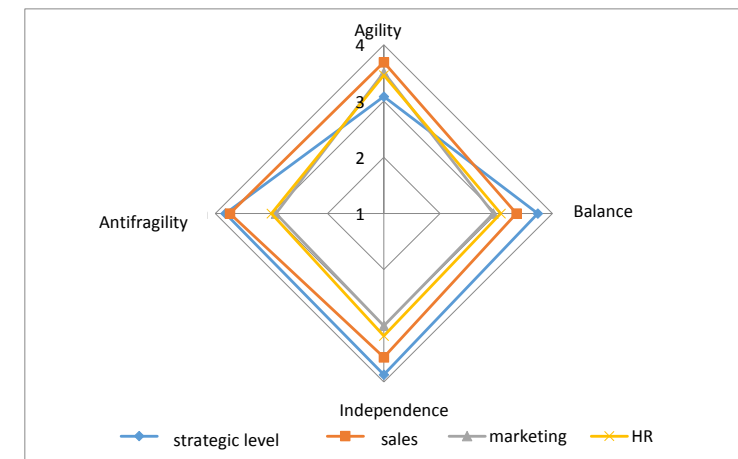 Agility
4
3
2
1
Balance
Antifragility
Independence
strategic level
sales
marketing
HR